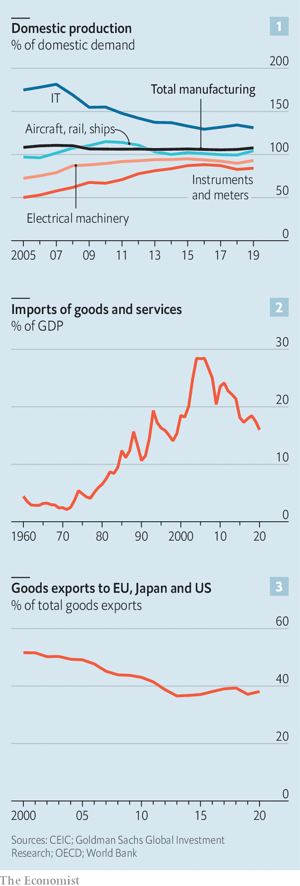 1
Domestic production
% of domestic demand
200
IT
Total manufacturing
150
Aircraft, rail, ships
100
Instruments
and meters
50
Electrical machinery
0
2005 07 09 11 13 15 17 19
2
Imports of goods and services
% of GDP
30
20
10
0
1960 70 80 90 2000 10 20
3
Goods exports to EU, Japan and US
% of total goods exports
60
40
20
0
2000 05 10 15 20
Sources: CEIC; Goldman Sachs Global Investment
Research; OECD; World Bank
The Economist